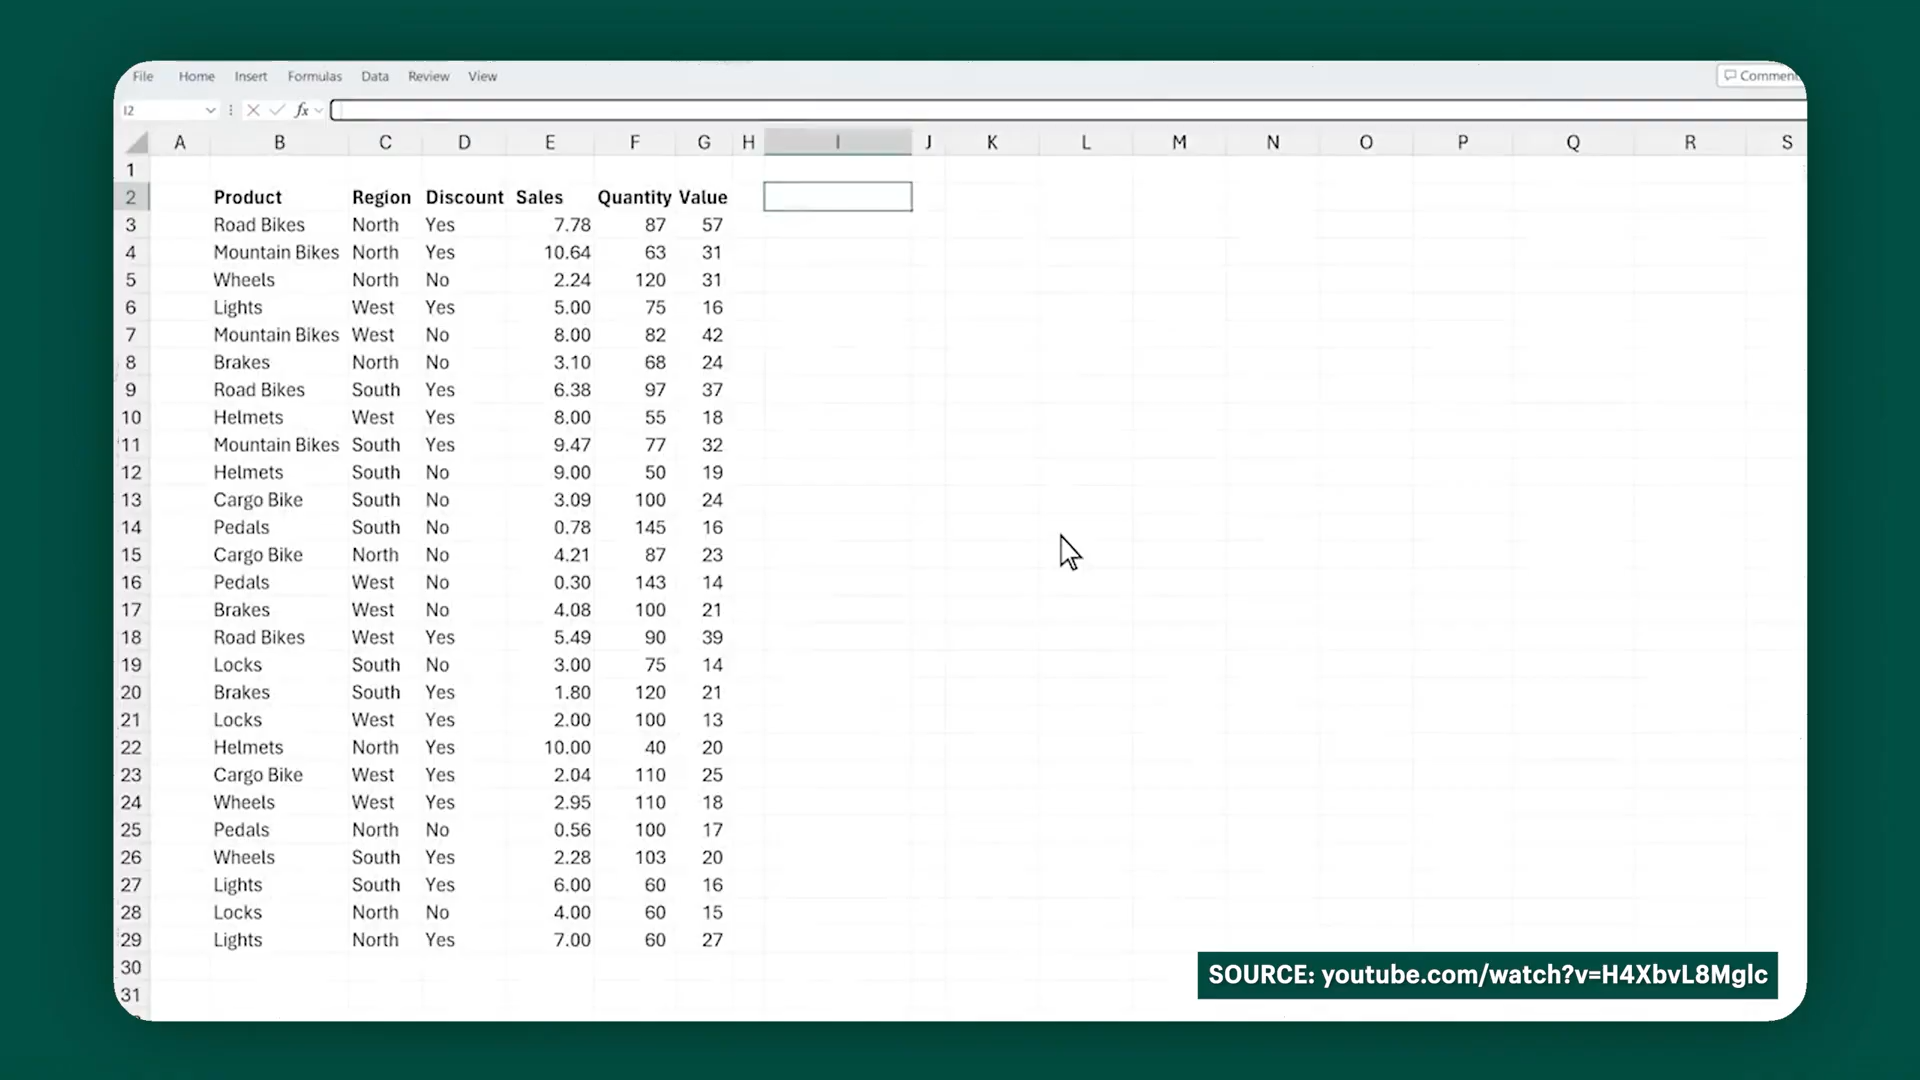 File Home Insert Formulas Data Review View
I2 fx
A B C D E F G H I J K L M N O P Q R S
1
2 Product Region Discount Sales Quantity Value
3 Road Bikes North Yes 7.78 87 57
4 Mountain Bikes North Yes 10.64 63 31
5 Wheels North No 2.24 120 31
6 Lights West Yes 5.00 75 16
7 Mountain Bikes West No 8.00 82 42
8 Brakes North No 3.10 68 24
9 Road Bikes South Yes 6.38 97 37
10 Helmets West Yes 8.00 55 18
11 Mountain Bikes South Yes 9.47 77 32
12 Helmets South No 9.00 50 19
13 Cargo Bike South No 3.09 100 24
14 Pedals South No 0.78 145 16
15 Cargo Bike North No 4.21 87 23
16 Pedals West No 0.30 143 14
17 Brakes West No 4.08 100 21
18 Road Bikes West Yes 5.49 90 39
19 Locks South No 3.00 75 14
20 Brakes South Yes 1.80 120 21
21 Locks West Yes 2.00 100 13
22 Helmets North Yes 10.00 40 20
23 Cargo Bike West Yes 2.04 110 25
24 Wheels West Yes 2.95 110 18
25 Pedals North No 0.56 100 17
26 Wheels South Yes 2.28 103 20
27 Lights South Yes 6.00 60 16
28 Locks North No 4.00 60 15
29 Lights North Yes 7.00 60 27
30
31
SOURCE: youtube.com/watch?v=H4XbvL8Mglc